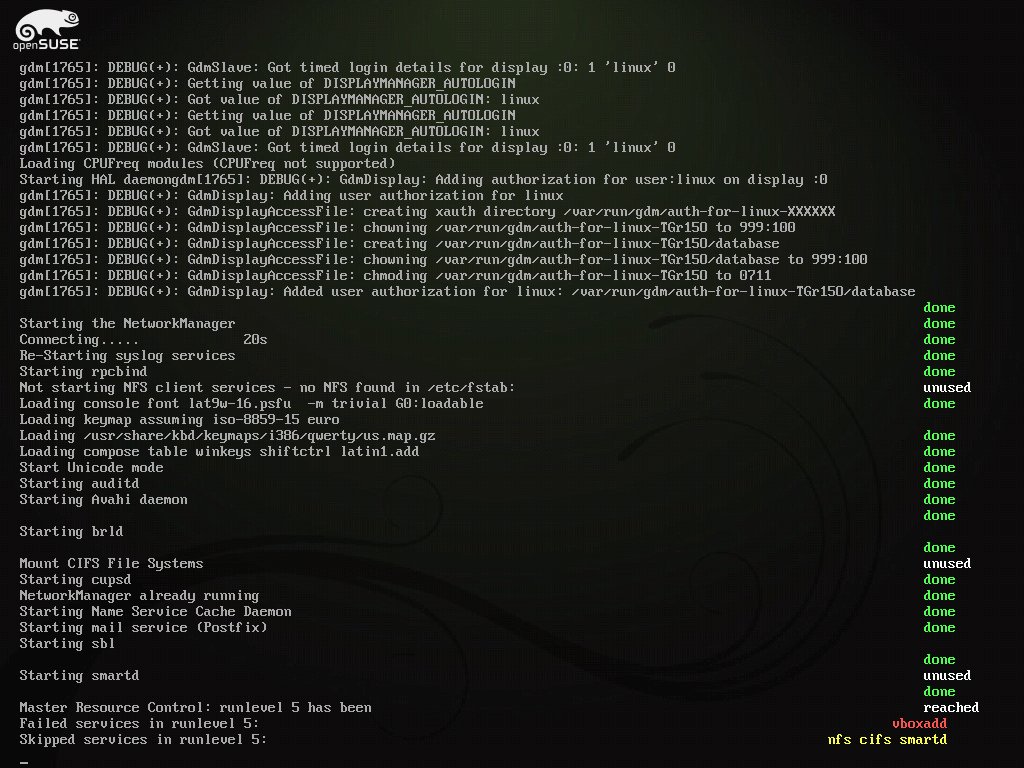 openSUSE
gdm[1765]: DEBUG(+): GdmSlave: Got timed login details for display :0: 1 'linux' 0
gdm[1765]: DEBUG(+): Getting value of DISPLAYMANAGER_AUTOLOGIN
gdm[1765]: DEBUG(+): Got value of DISPLAYMANAGER_AUTOLOGIN: linux
gdm[1765]: DEBUG(+): Getting value of DISPLAYMANAGER_AUTOLOGIN
gdm[1765]: DEBUG(+): Got value of DISPLAYMANAGER_AUTOLOGIN: linux
gdm[1765]: DEBUG(+): GdmSlave: Got timed login details for display :0: 1 'linux' 0
Loading CPUFreq modules (CPUFreq not supported)
Starting HAL daemongdm[1765]: DEBUG(+): GdmDisplay: Adding authorization for user:linux on display :0
gdm[1765]: DEBUG(+): GdmDisplay: Adding user authorization for linux
gdm[1765]: DEBUG(+): GdmDisplayAccessFile: creating xauth directory /var/run/gdm/auth-for-linux-XXXXXX
gdm[1765]: DEBUG(+): GdmDisplayAccessFile: chowning /var/run/gdm/auth-for-linux-TGr15O to 999:100
gdm[1765]: DEBUG(+): GdmDisplayAccessFile: creating /var/run/gdm/auth-for-linux-TGr15O/database
gdm[1765]: DEBUG(+): GdmDisplayAccessFile: chowning /var/run/gdm/auth-for-linux-TGr15O/database to 999:100
gdm[1765]: DEBUG(+): GdmDisplayAccessFile: chmoding /var/run/gdm/auth-for-linux-TGr15O to 0711
gdm[1765]: DEBUG(+): GdmDisplay: Added user authorization for linux: /var/run/gdm/auth-for-linux-TGr15O/database
done
Starting the NetworkManager done
Connecting..... 20s done
Re-Starting syslog services done
Starting rpcbind done
Not starting NFS client services - no NFS found in /etc/fstab: unused
Loading console font lat9w-16.psfu -m trivial G0:loadable done
Loading keymap assuming iso-8859-15 euro
Loading /usr/share/kbd/keymaps/i386/qwerty/us.map.gz done
Loading compose table winkeys shiftctrl latin1.add done
Start Unicode mode done
Starting auditd done
Starting Avahi daemon done
done
Starting brld
done
Mount CIFS File Systems unused
Starting cupsd done
NetworkManager already running done
Starting Name Service Cache Daemon done
Starting mail service (Postfix) done
Starting sbl
done
Starting smartd unused
done
Master Resource Control: runlevel 5 has been reached
Failed services in runlevel 5: vboxadd
Skipped services in runlevel 5: nfs cifs smartd
_